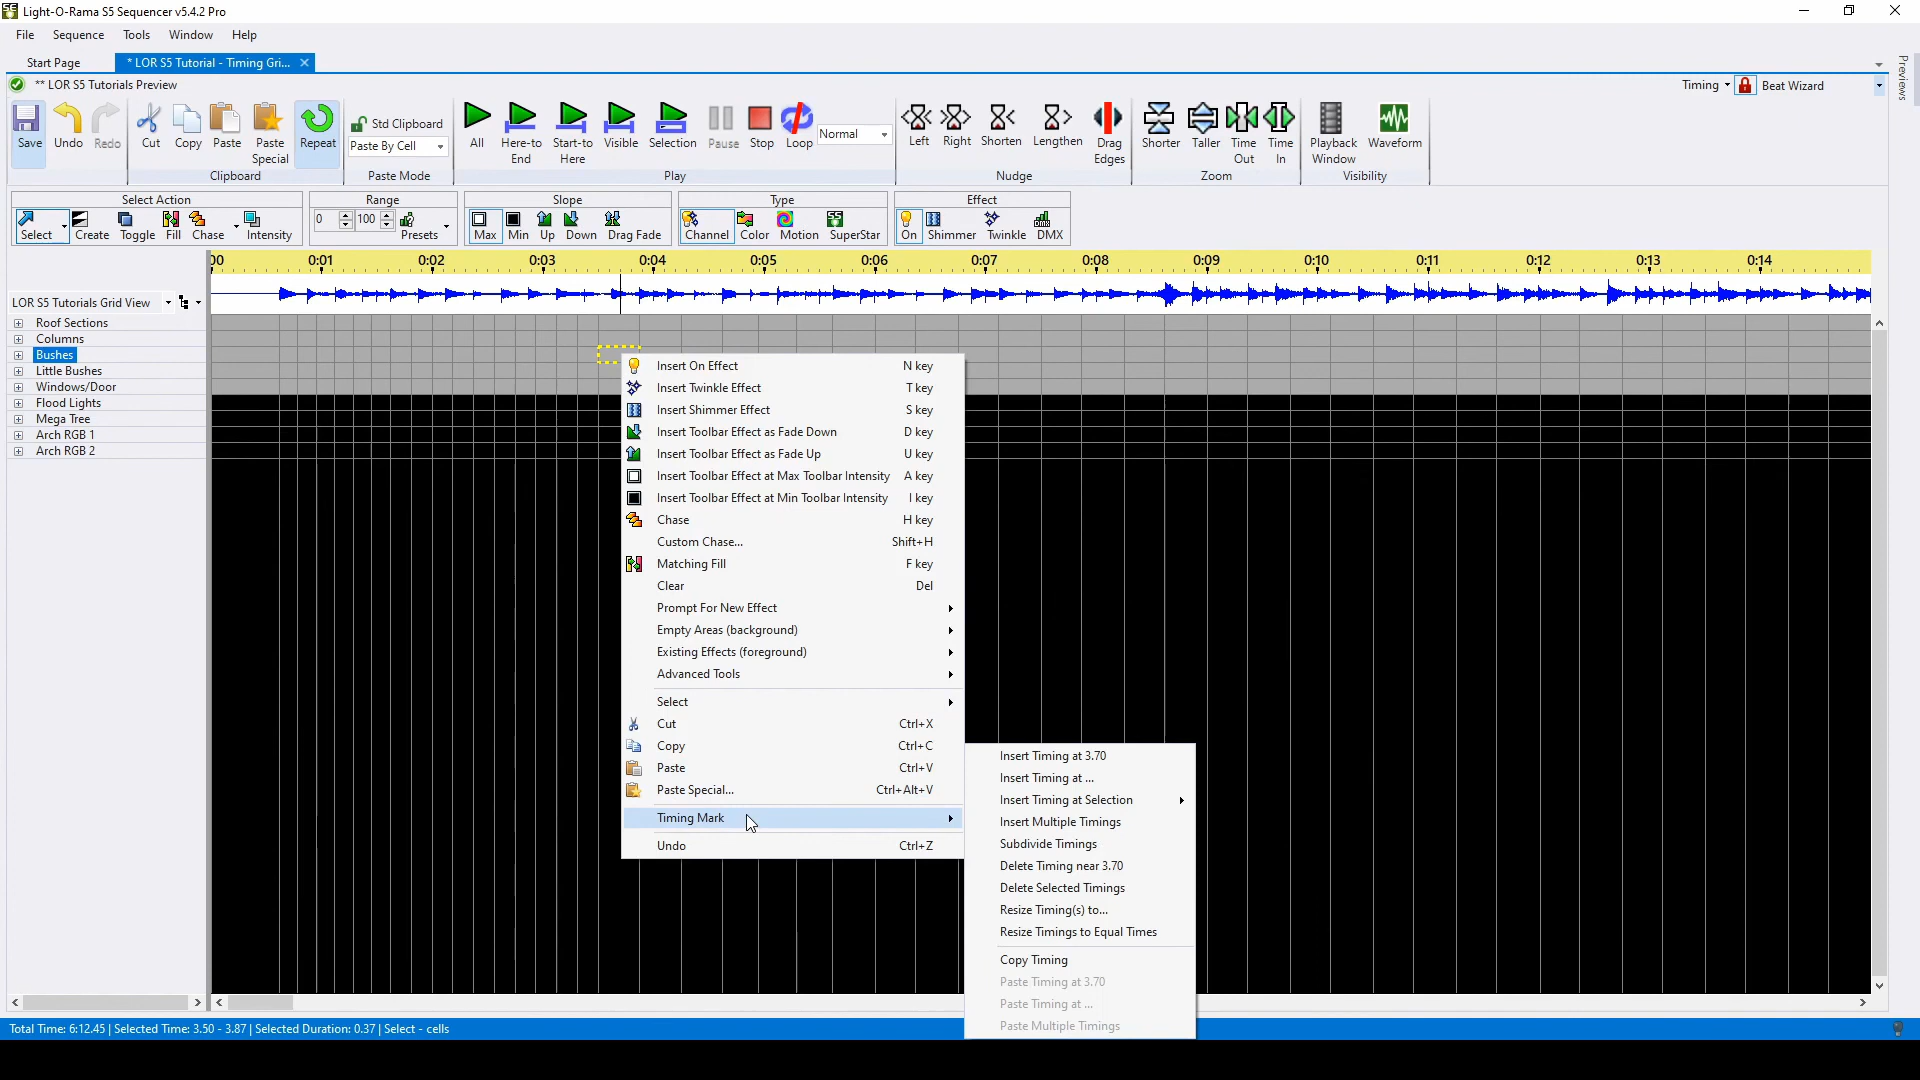 Light-O-Rama S5 Sequencer v5.4.2 Pro
File Sequence Tools Window Help
Start Page * LOR S5 Tutorial - Timing Gri...
Previews
** LOR S5 Tutorials Preview Timing Beat Wizard
Save Undo Redo Cut Copy Paste Paste Special Repeat
Std Clipboard
Paste By Cell
All Here-to End Start-to Here Visible Selection Pause Stop Loop Normal
Left Right Shorten Lengthen Drag Edges
Shorter Taller Time Out Time In
Playback Window Waveform
Clipboard Paste Mode Play Nudge Zoom Visibility
Select Action Range Slope Type Effect
0 100
Select Create Toggle Fill Chase Intensity Presets Max Min Up Down Drag Fade Channel Color Motion SuperStar On Shimmer Twinkle DMX
00 0:01 0:02 0:03 0:04 0:05 0:06 0:07 0:08 0:09 0:10 0:11 0:12 0:13 0:14
LOR S5 Tutorials Grid View
Roof Sections
Columns
Bushes
Little Bushes
Windows/Door
Flood Lights
Mega Tree
Arch RGB 1
Arch RGB 2
Insert On Effect N key
Insert Twinkle Effect T key
Insert Shimmer Effect S key
Insert Toolbar Effect as Fade Down D key
Insert Toolbar Effect as Fade Up U key
Insert Toolbar Effect at Max Toolbar Intensity A key
Insert Toolbar Effect at Min Toolbar Intensity I key
Chase H key
Custom Chase... Shift+H
Matching Fill F key
Clear Del
Prompt For New Effect
Empty Areas (background)
Existing Effects (foreground)
Advanced Tools
Select
Cut Ctrl+X
Copy Ctrl+C
Paste Ctrl+V
Paste Special... Ctrl+Alt+V
Timing Mark
Undo Ctrl+Z
Insert Timing at 3.70
Insert Timing at ...
Insert Timing at Selection
Insert Multiple Timings
Subdivide Timings
Delete Timing near 3.70
Delete Selected Timings
Resize Timing(s) to...
Resize Timings to Equal Times
Copy Timing
Paste Timing at 3.70
Paste Timing at ...
Paste Multiple Timings
Total Time: 6:12.45 | Selected Time: 3.50 - 3.87 | Selected Duration: 0.37 | Select - cells